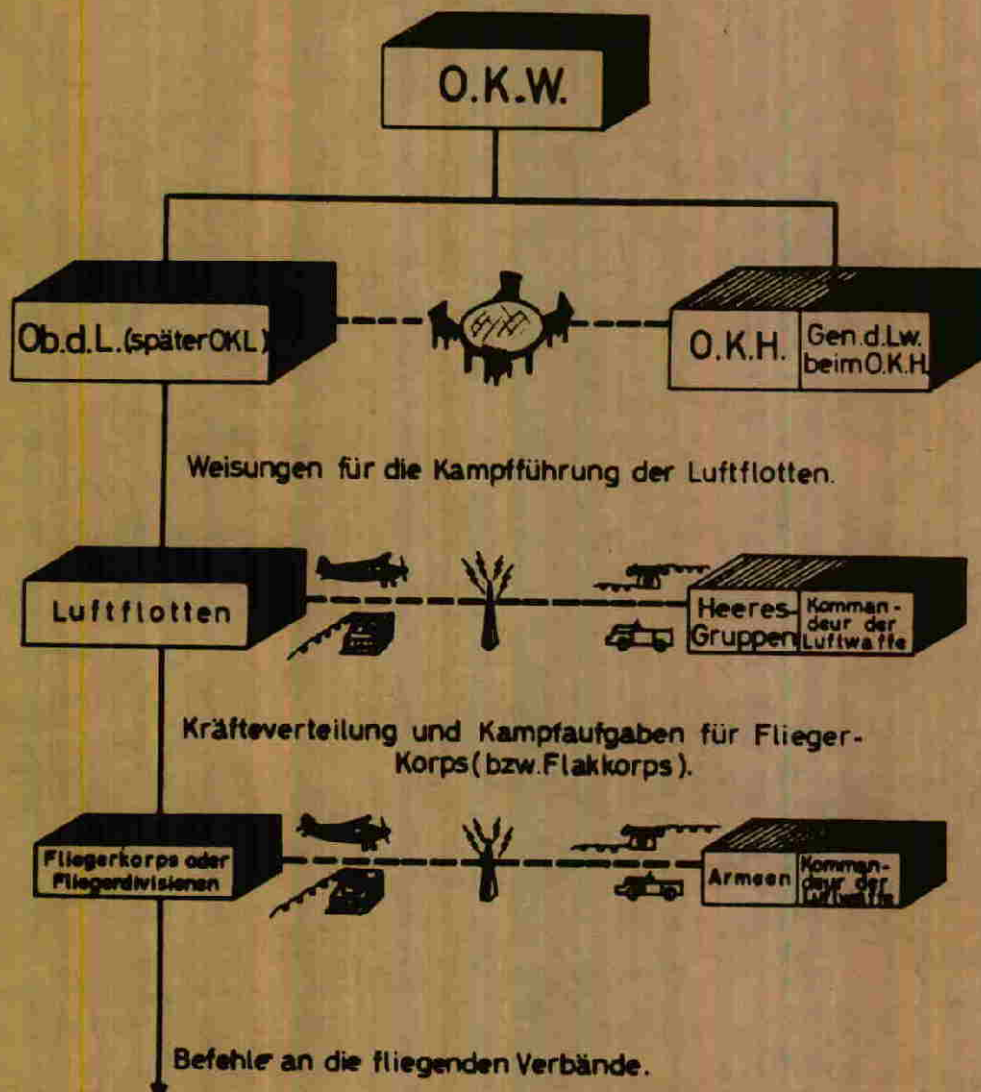 O.K.W.
Ob.d.L.(später OKL)
O.K.H.
Gen.d.Lw.
beim O.K.H.
Weisungen für die Kampfführung der Luftflotten.
Luftflotten
Heeres-
Gruppen
Komman-
deur der
Luftwaffe
Kräfteverteilung und Kampfaufgaben für Flieger-
Korps(bzw.Flakkorps).
Fliegerkorps oder
Fliegerdivisionen
Armeen
Komman-
deur der
Luftwaffe
Befehle an die fliegenden Verbände.